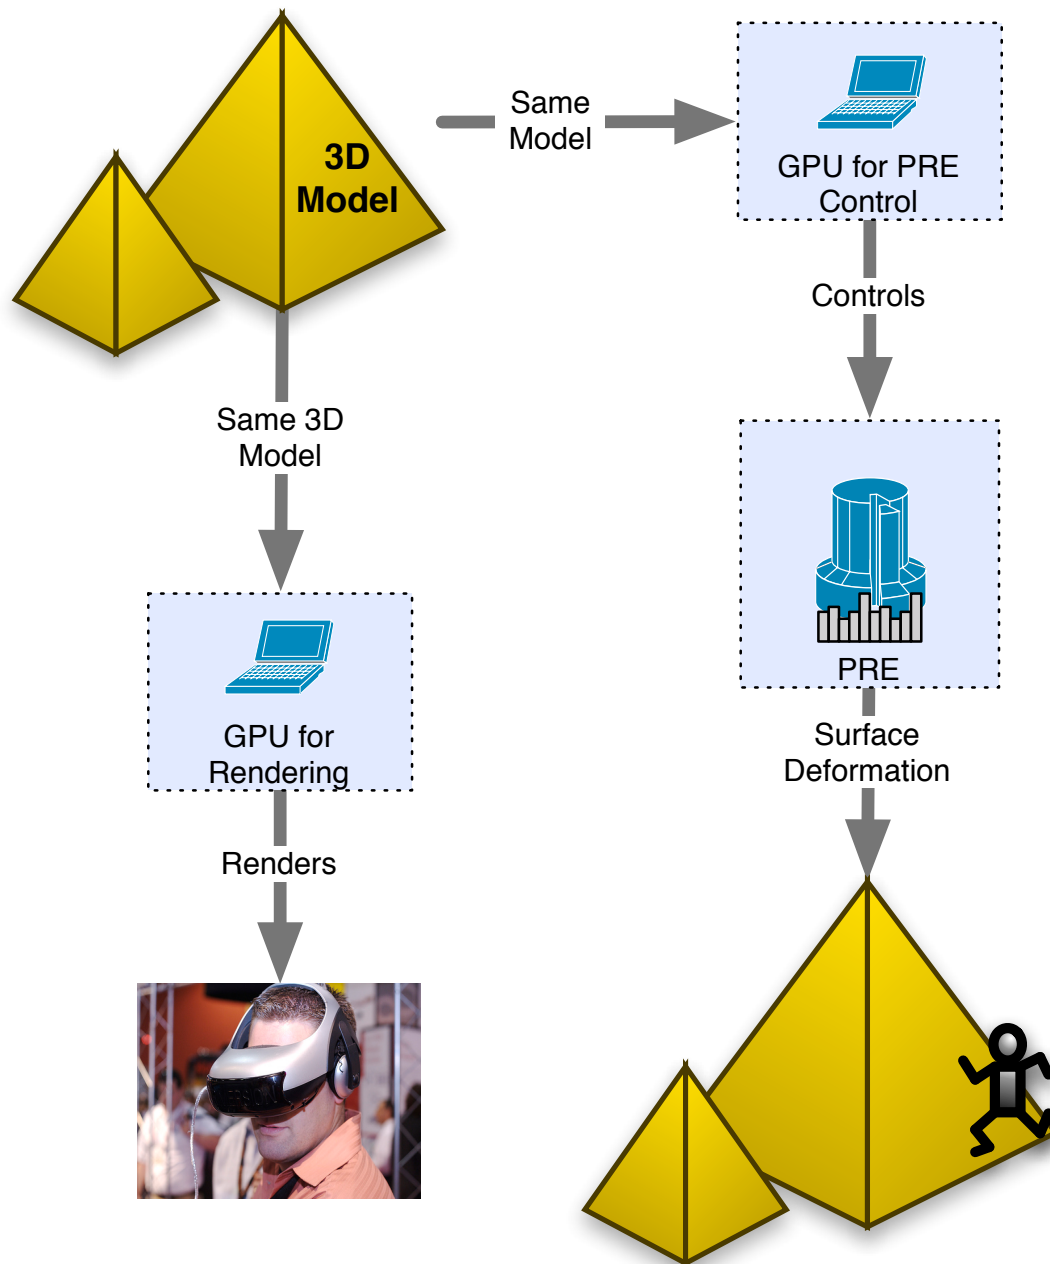 3D
Model
Same
Model
GPU for PRE
Control
Controls
Same 3D
Model
PRE
GPU for
Rendering
Surface
Deformation
Renders